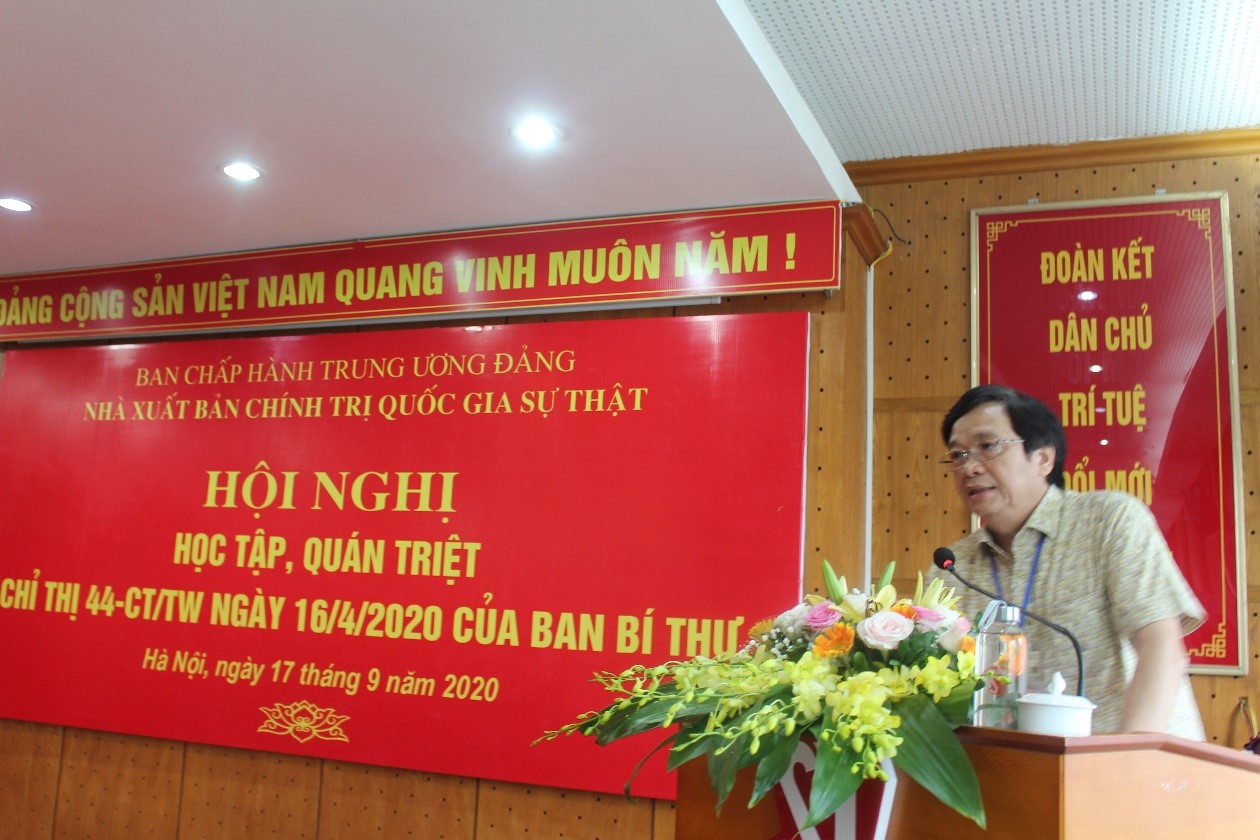 ĐẢNG CỘNG SẢN VIỆT NAM QUANG VINH MUÔN NĂM !
BAN CHẤP HÀNH TRUNG ƯƠNG ĐẢNG
NHÀ XUẤT BẢN CHÍNH TRỊ QUỐC GIA SỰ THẬT
HỘI NGHỊ
HỌC TẬP, QUÁN TRIỆT
CHỈ THỊ 44-CT/TW NGÀY 16/4/2020 CỦA BAN BÍ THƯ
Hà Nội, ngày 17 tháng 9 năm 2020
ĐOÀN KẾT
DÂN CHỦ
TRÍ TUỆ
ĐỔI MỚI